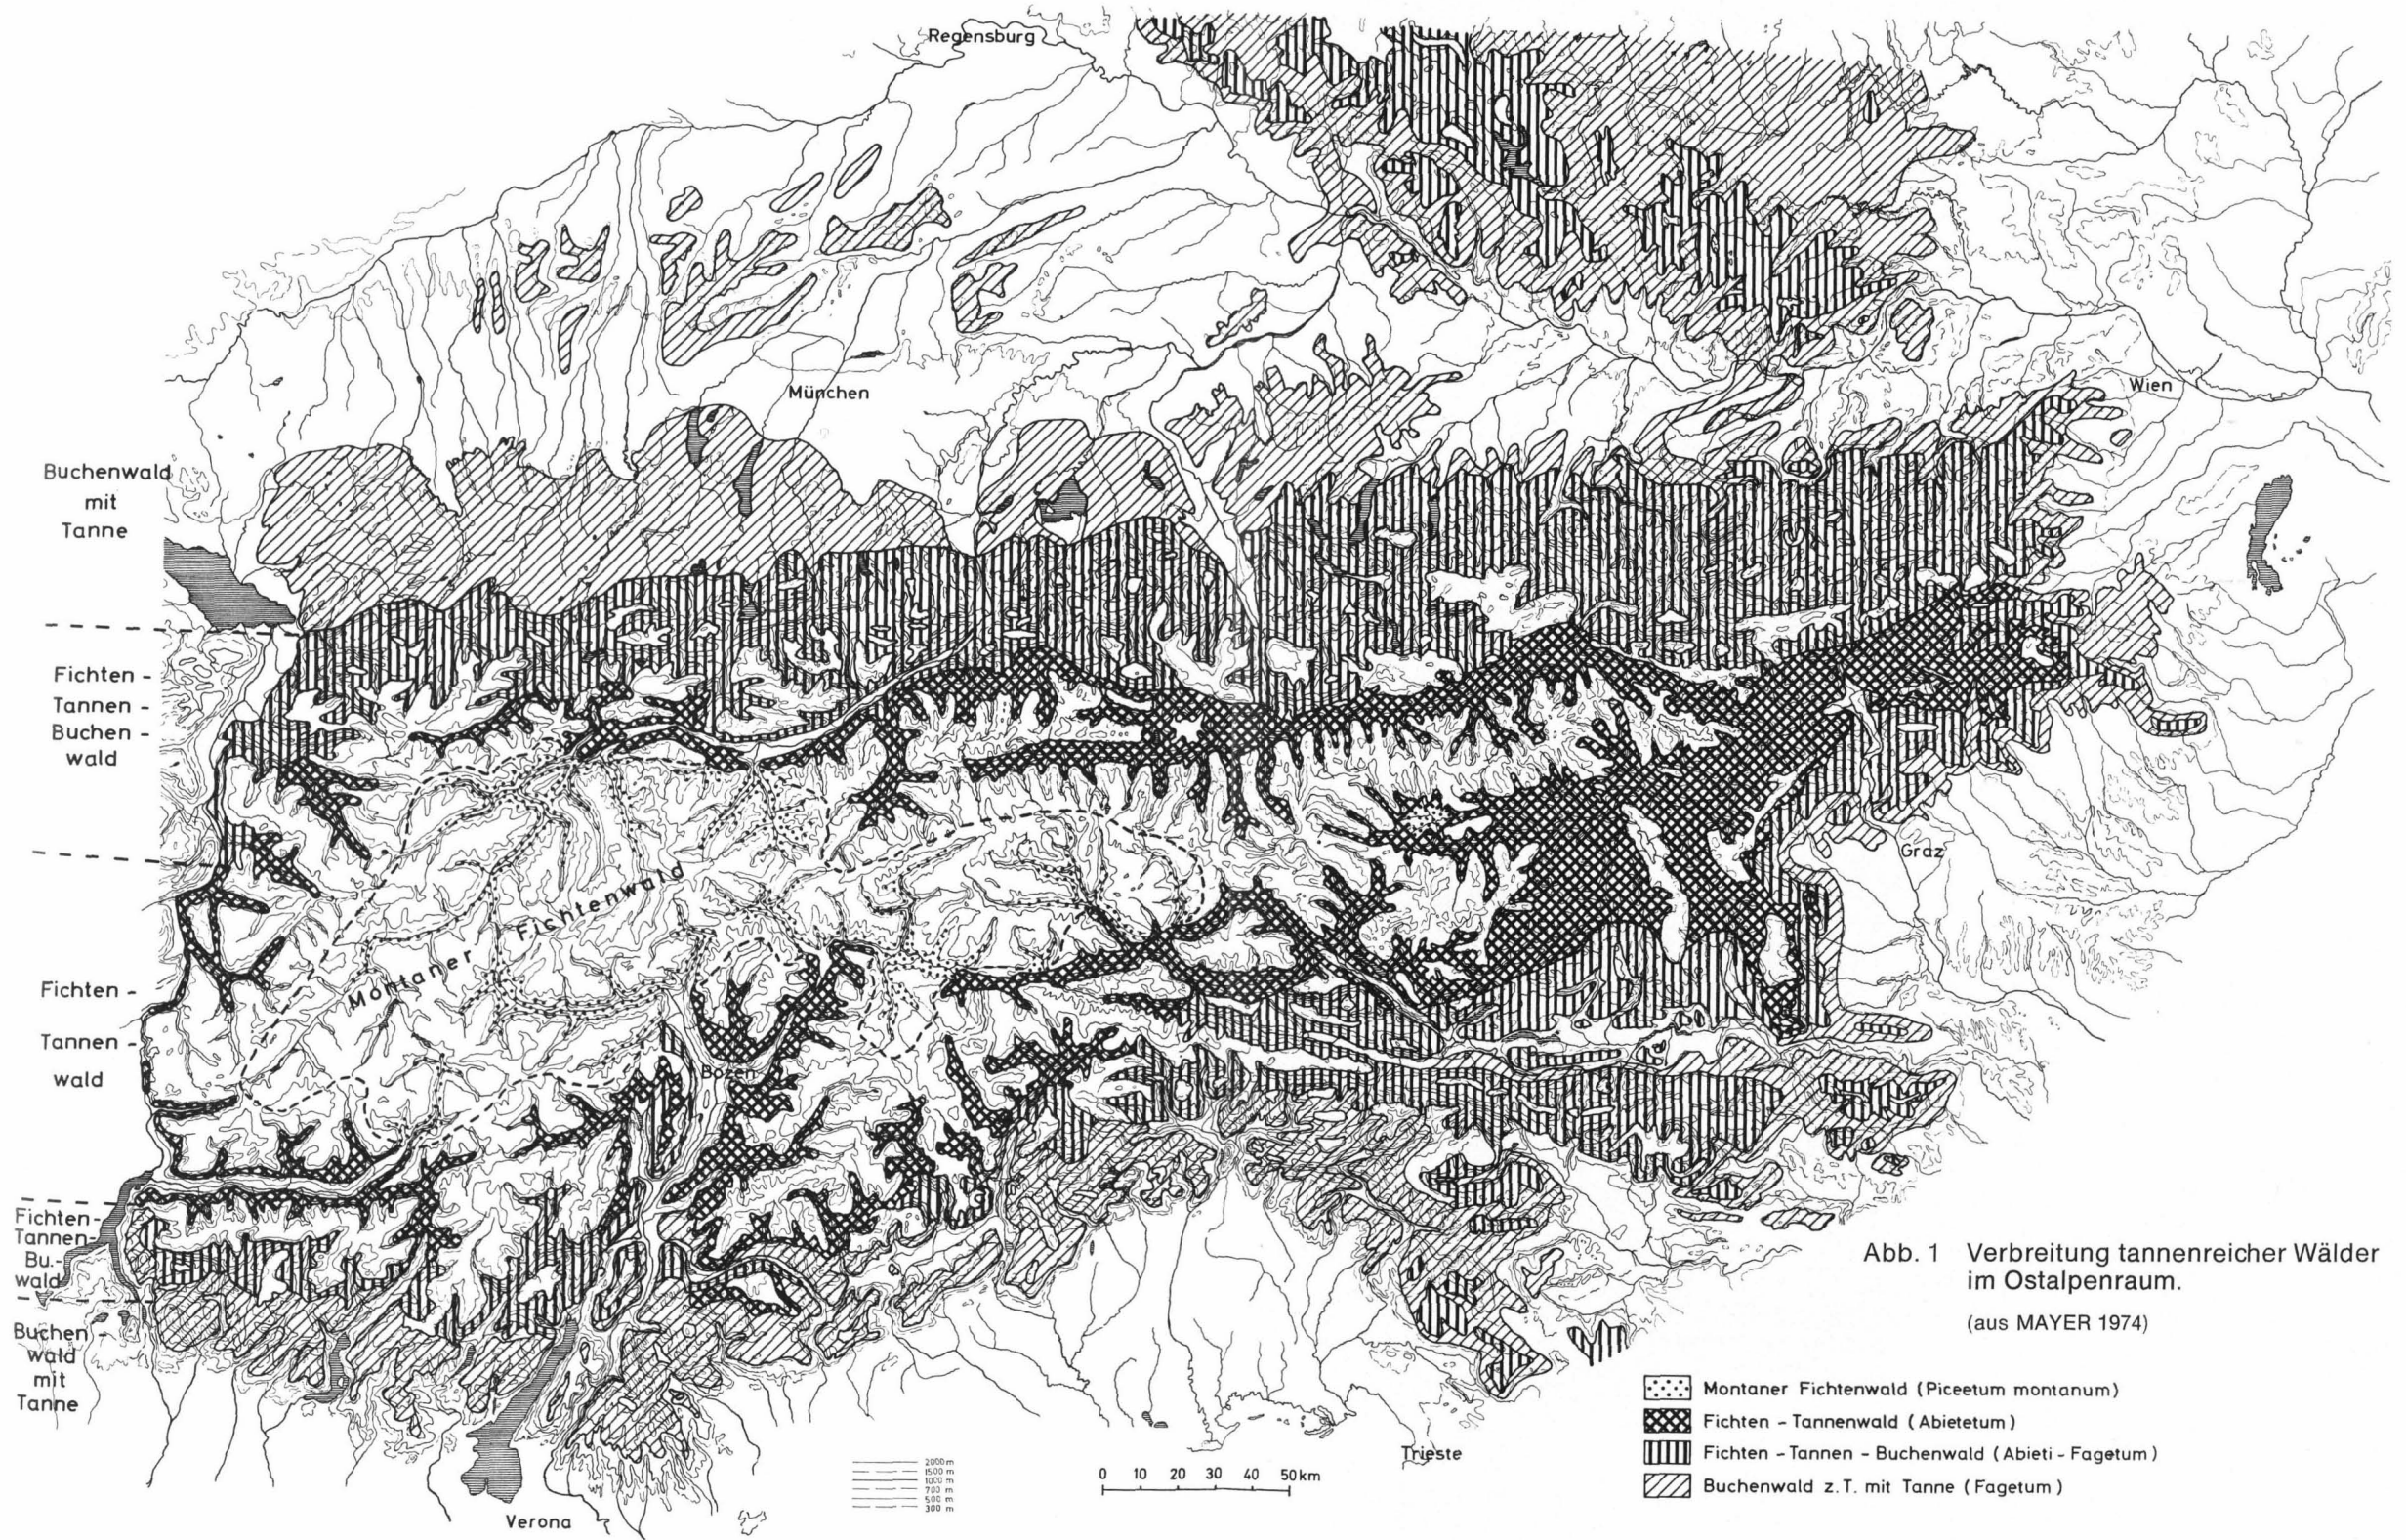 Regensburg
München
Wien
Buchenwald
mit
Tanne
Fichten -
Tannen -
Buchen -
wald
Graz
Montaner Fichtenwald
Fichten -
Tannen -
wald
Bozen
Fichten-
Tannen-
Bu.-
wald
Buchen -
wald
mit
Tanne
Abb. 1 Verbreitung tannenreicher Wälder
im Ostalpenraum.
(aus MAYER 1974)
Montaner Fichtenwald (Piceetum montanum)
Fichten - Tannenwald (Abietetum)
Fichten - Tannen - Buchenwald (Abieti - Fagetum)
Buchenwald z.T. mit Tanne (Fagetum)
Trieste
2000 m
1500 m
1000 m
700 m
500 m
300 m
0 10 20 30 40 50 km
Verona